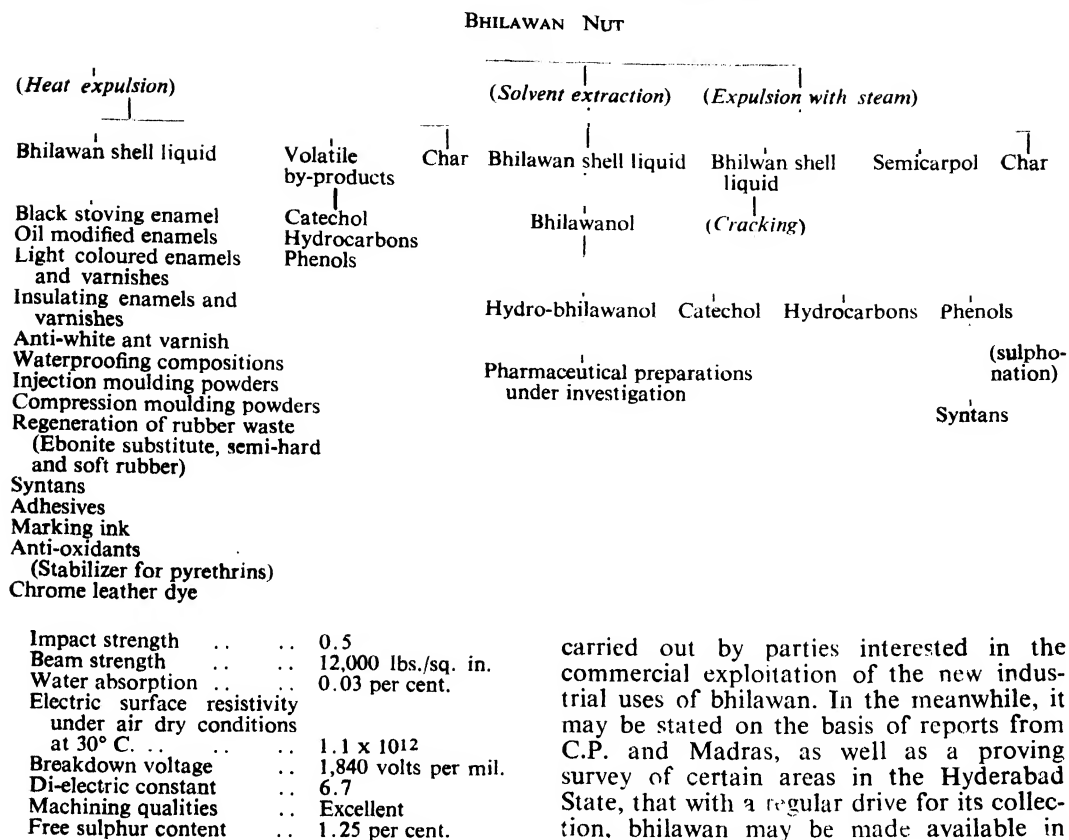 BHILAWAN NUT
(Heat expulsion)
(Solvent extraction) (Expulsion with steam)
Bhilawan shell liquid
Volatile
by-products
Char
Bhilawan shell liquid
Bhilwan shell
liquid
Semicarpol
Char
Black stoving enamel
Oil modified enamels
Light coloured enamels
and varnishes
Insulating enamels and
varnishes
Anti-white ant varnish
Waterproofing compositions
Injection moulding powders
Compression moulding powders
Regeneration of rubber waste
(Ebonite substitute, semi-hard
and soft rubber)
Syntans
Adhesives
Marking ink
Anti-oxidants
(Stabilizer for pyrethrins)
Chrome leather dye
Catechol
Hydrocarbons
Phenols
Bhilawanol
(Cracking)
Hydro-bhilawanol Catechol Hydrocarbons Phenols
Pharmaceutical preparations
under investigation
(sulpho-
nation)
Syntans
Impact strength .. .. 0.5
Beam strength .. .. 12,000 lbs./sq. in.
Water absorption .. .. 0.03 per cent.
Electric surface resistivity
under air dry conditions
at 30° C. .. .. .. 1.1 x 1012
Breakdown voltage .. 1,840 volts per mil.
Di-electric constant .. 6.7
Machining qualities .. Excellent
Free sulphur content .. 1.25 per cent.
carried out by parties interested in the
commercial exploitation of the new indus-
trial uses of bhilawan. In the meanwhile, it
may be stated on the basis of reports from
C.P. and Madras, as well as a proving
survey of certain areas in the Hyderabad
State, that with a regular drive for its collec-
tion, bhilawan may be made available in